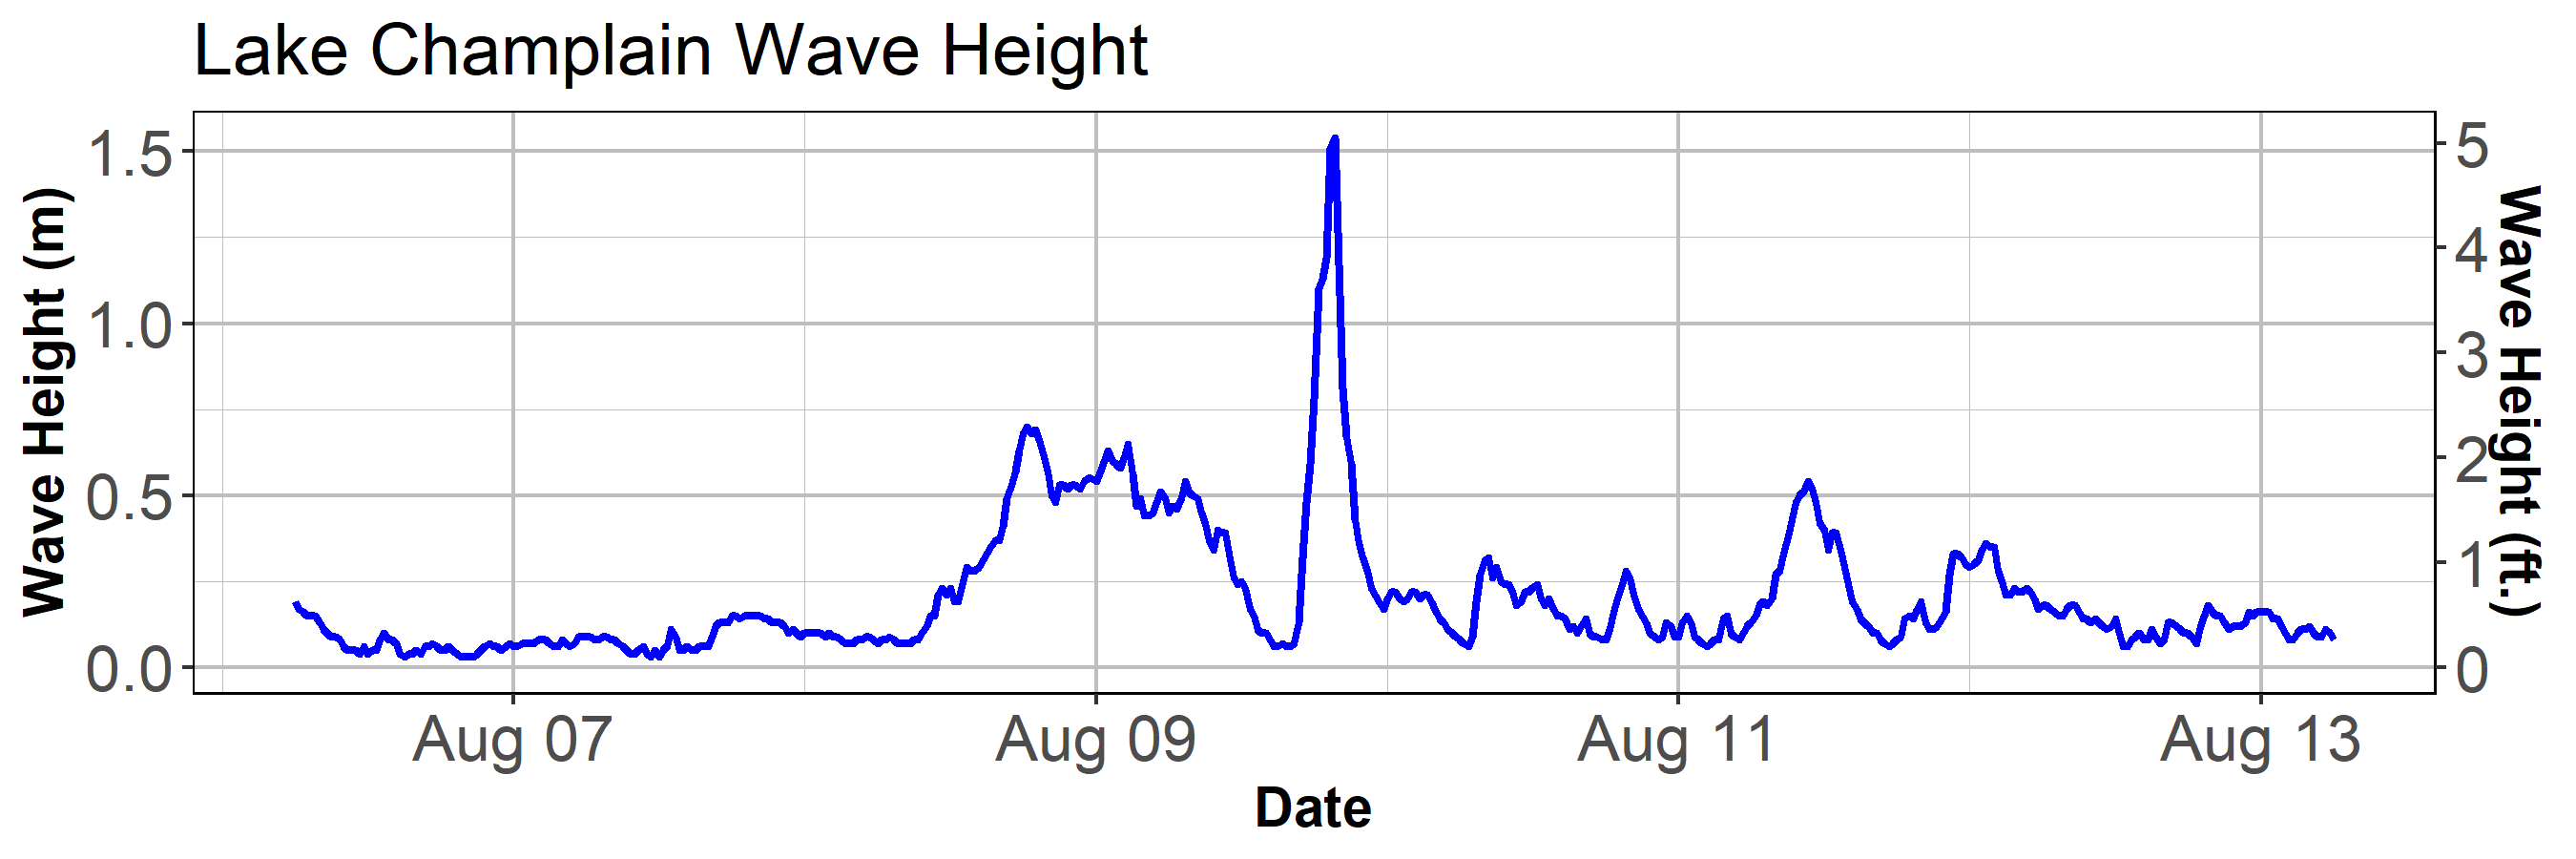 Lake Champlain Wave Height
Wave Height (m)
1.5
1.0
0.5
0.0
5
4
3
2
1
0
Wave Height (ft.)
Aug 07
Aug 09
Aug 11
Aug 13
Date